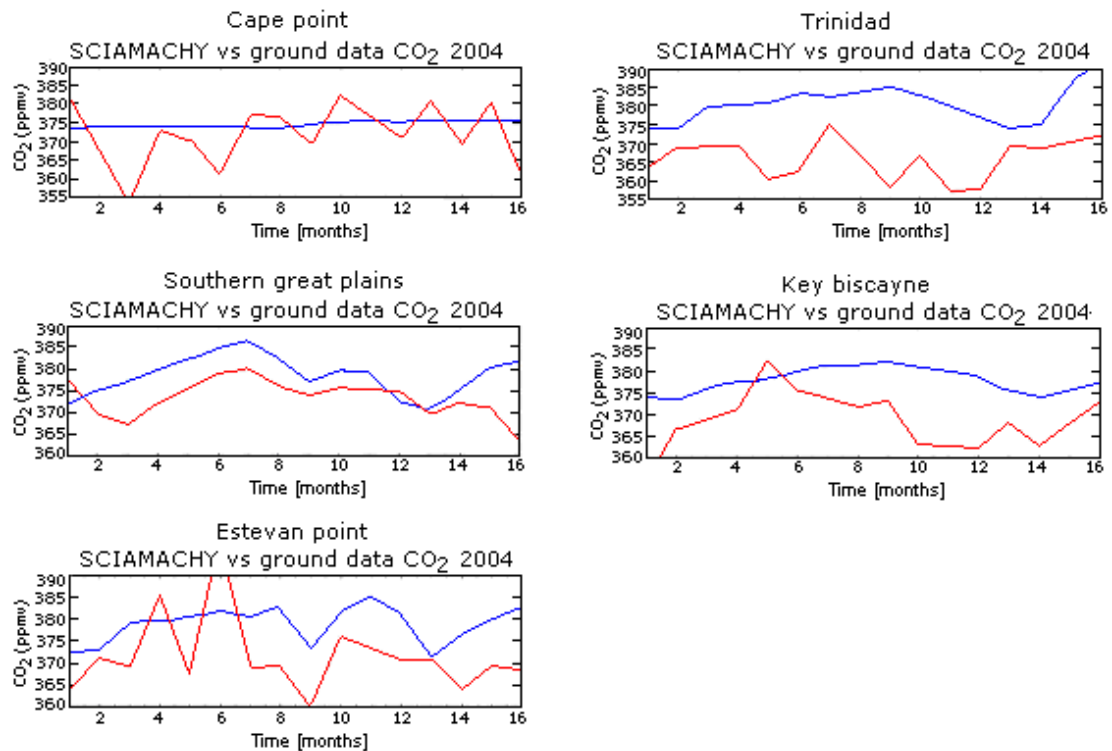 Cape point
SCIAMACHY vs ground data CO2 2004
390
385
380
375
370
365
360
355
CO2 (ppmv)
2 4 6 8 10 12 14 16
Time [months]
Trinidad
SCIAMACHY vs ground data CO2 2004
390
385
380
375
370
365
360
355
CO2 (ppmv)
2 4 6 8 10 12 14 16
Time [months]
Southern great plains
SCIAMACHY vs ground data CO2 2004
390
385
380
375
370
365
360
CO2 (ppmv)
2 4 6 8 10 12 14 16
Time [months]
Key biscayne
SCIAMACHY vs ground data CO2 2004
390
385
380
375
370
365
360
CO2 (ppmv)
2 4 6 8 10 12 14 16
Time [months]
Estevan point
SCIAMACHY vs ground data CO2 2004
390
385
380
375
370
365
360
CO2 (ppmv)
2 4 6 8 10 12 14 16
Time [months]